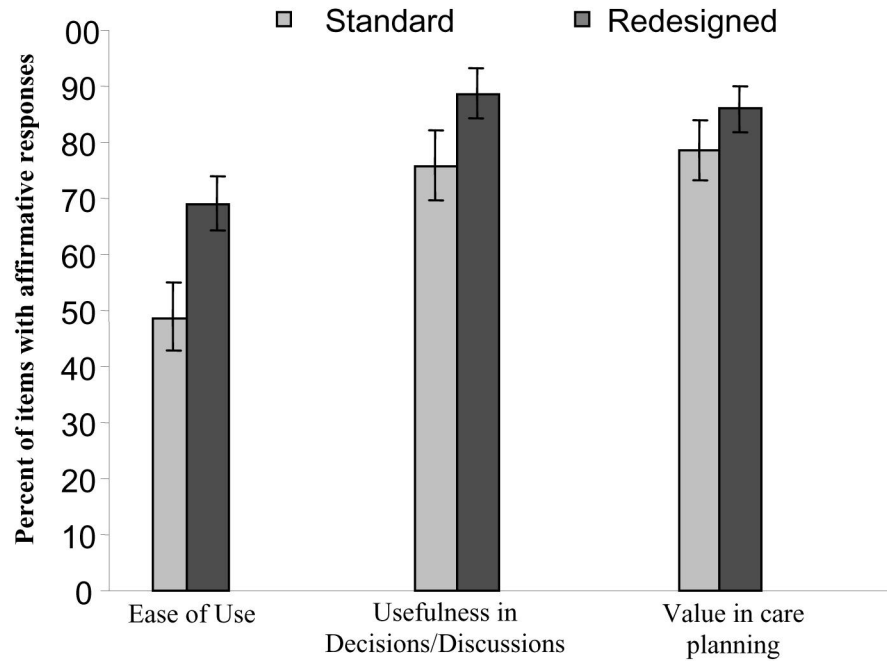 Standard
Redesigned
Percent of items with affirmative responses
00
90
80
70
60
50
40
30
20
10
0
Ease of Use
Usefulness in
Decisions/Discussions
Value in care
planning